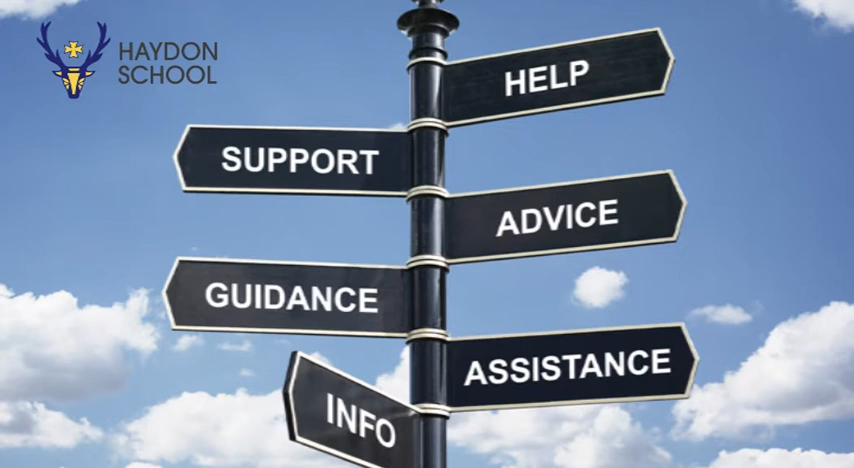 HAYDON
SCHOOL
HELP
SUPPORT
ADVICE
GUIDANCE
ASSISTANCE
INFO